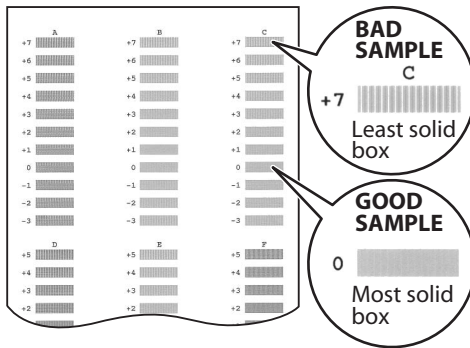 A B C
+7 +7 +7
+6 +6 +6
+5 +5 +5
+4 +4 +4
+3 +3 +3
+2 +2 +2
+1 +1 +1
0 0 0
-1 -1 -1
-2 -2 -2
-3 -3 -3
D E F
+5 +5 +5
+4 +4 +4
+3 +3 +3
+2 +2 +2
BAD
SAMPLE
C
+7
Least solid
box
GOOD
SAMPLE
0
Most solid
box